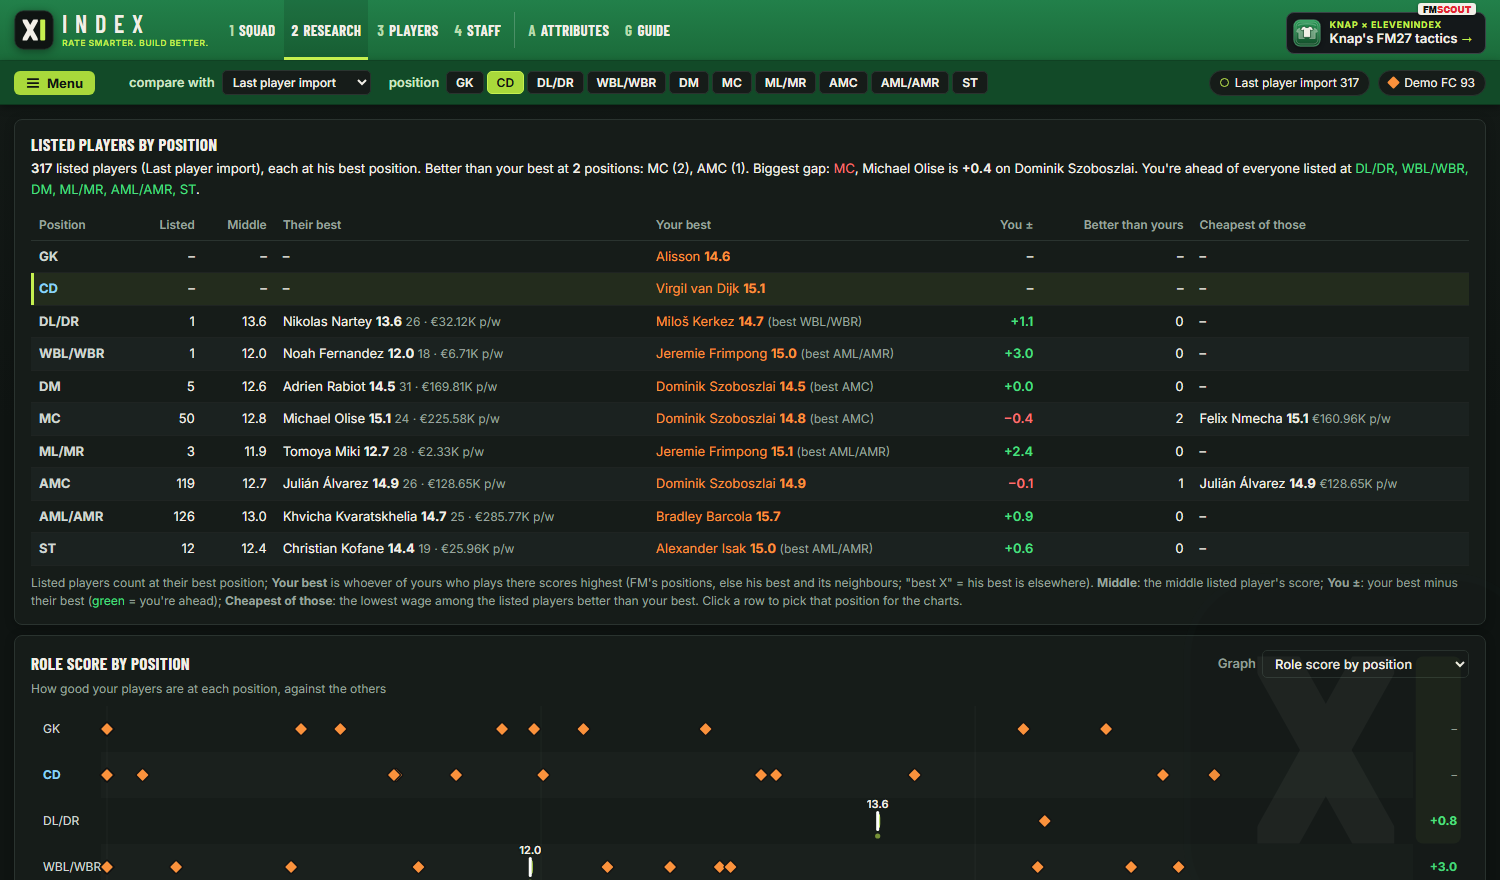 XI INDEX
RATE SMARTER. BUILD BETTER.
1 SQUAD 2 RESEARCH 3 PLAYERS 4 STAFF A ATTRIBUTES G GUIDE
FMSCOUT
KNAP × ELEVENINDEX
Knap's FM27 tactics →
Menu compare with Last player import position GK CD DL/DR WBL/WBR DM MC ML/MR AMC AML/AMR ST Last player import 317 Demo FC 93
LISTED PLAYERS BY POSITION
317 listed players (Last player import), each at his best position. Better than your best at 2 positions: MC (2), AMC (1). Biggest gap: MC, Michael Olise is +0.4 on Dominik Szoboszlai. You're ahead of everyone listed at DL/DR, WBL/WBR,
DM, ML/MR, AML/AMR, ST.
Position Listed Middle Their best Your best You ± Better than yours Cheapest of those
GK – – – Alisson 14.6 – – –
CD – – – Virgil van Dijk 15.1 – – –
DL/DR 1 13.6 Nikolas Nartey 13.6 26 · €32.12K p/w Miloš Kerkez 14.7 (best WBL/WBR) +1.1 0 –
WBL/WBR 1 12.0 Noah Fernandez 12.0 18 · €6.71K p/w Jeremie Frimpong 15.0 (best AML/AMR) +3.0 0 –
DM 5 12.6 Adrien Rabiot 14.5 31 · €169.81K p/w Dominik Szoboszlai 14.5 (best AMC) +0.0 0 –
MC 50 12.8 Michael Olise 15.1 24 · €225.58K p/w Dominik Szoboszlai 14.8 (best AMC) −0.4 2 Felix Nmecha 15.1 €160.96K p/w
ML/MR 3 11.9 Tomoya Miki 12.7 28 · €2.33K p/w Jeremie Frimpong 15.1 (best AML/AMR) +2.4 0 –
AMC 119 12.7 Julián Álvarez 14.9 26 · €128.65K p/w Dominik Szoboszlai 14.9 −0.1 1 Julián Álvarez 14.9 €128.65K p/w
AML/AMR 126 13.0 Khvicha Kvaratskhelia 14.7 25 · €285.77K p/w Bradley Barcola 15.7 +0.9 0 –
ST 12 12.4 Christian Kofane 14.4 19 · €25.96K p/w Alexander Isak 15.0 (best AML/AMR) +0.6 0 –
Listed players count at their best position; Your best is whoever of yours who plays there scores highest (FM's positions, else his best and its neighbours; "best X" = his best is elsewhere). Middle: the middle listed player's score; You ±: your best minus
their best (green = you're ahead); Cheapest of those: the lowest wage among the listed players better than your best. Click a row to pick that position for the charts.
ROLE SCORE BY POSITION Graph Role score by position
How good your players are at each position, against the others
GK –
CD –
13.6
DL/DR +0.8
12.0
WBL/WBR +3.0